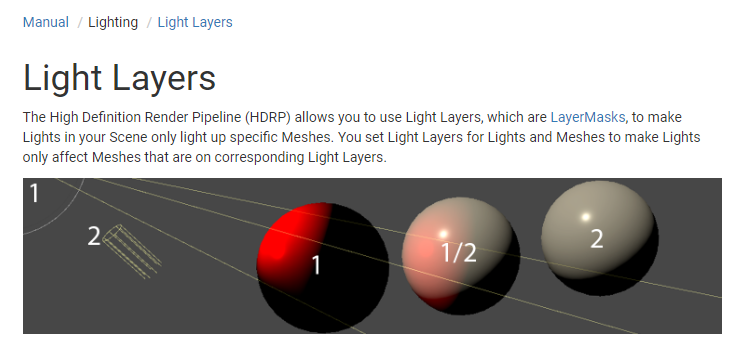 Manual / Lighting / Light Layers
Light Layers
The High Definition Render Pipeline (HDRP) allows you to use Light Layers, which are LayerMasks, to make
Lights in your Scene only light up specific Meshes. You set Light Layers for Lights and Meshes to make Lights
only affect Meshes that are on corresponding Light Layers.
1
2
1
1/2
2